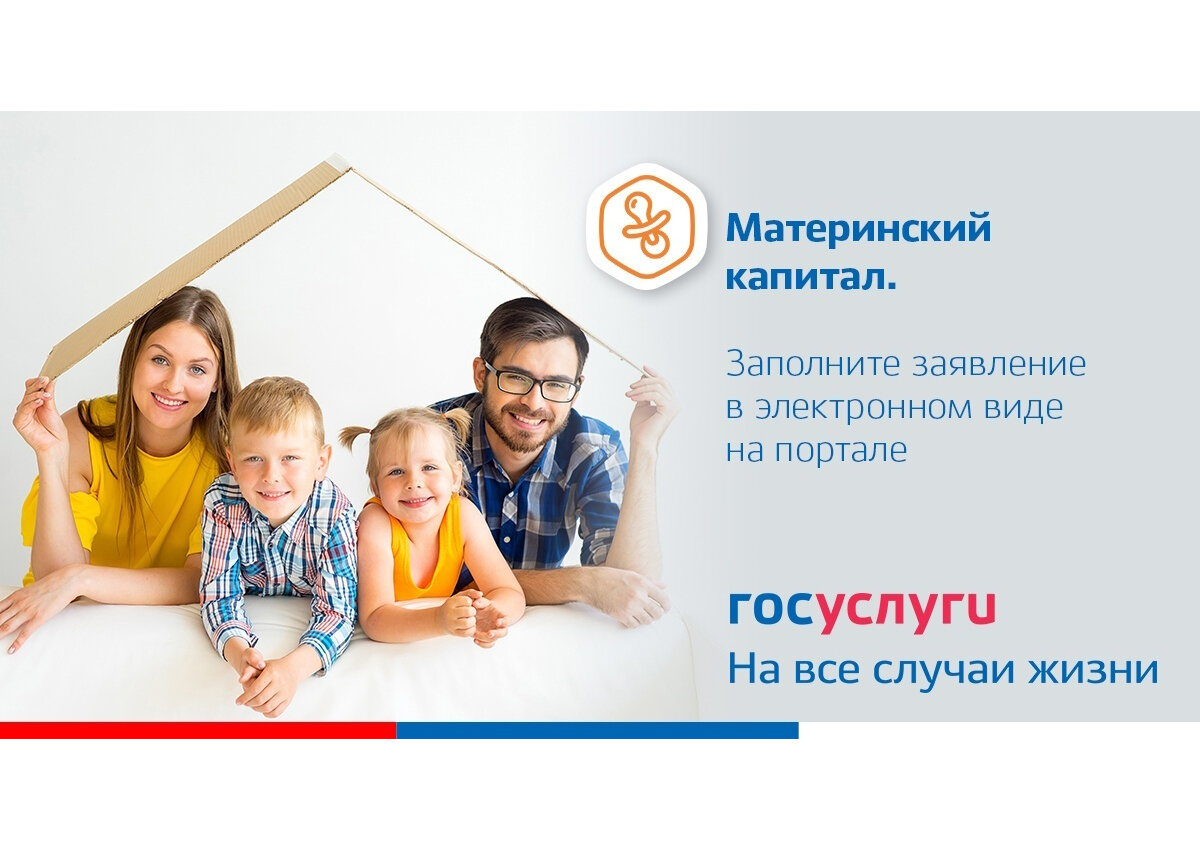 Материнский
капитал.
Заполните заявление
в электронном виде
на портале
госуслуги
На все случаи жизни